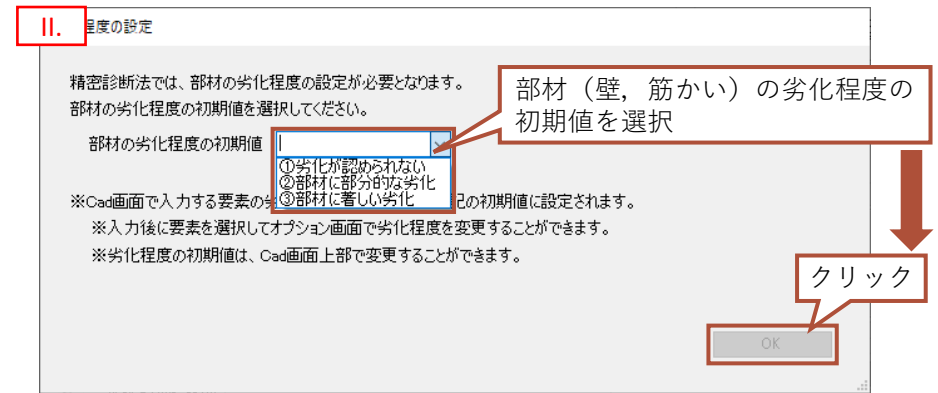 II.
程度の設定
精密診断法では、部材の劣化程度の設定が必要となります。
部材の劣化程度の初期値を選択してください。
部材（壁，筋かい）の劣化程度の
初期値を選択
部材の劣化程度の初期値
①劣化が認められない
②部材に部分的な劣化
③部材に著しい劣化
※Cad画面で入力する要素の劣
記の初期値に設定されます。
※入力後に要素を選択してオプション画面で劣化程度を変更することができます。
※劣化程度の初期値は、Cad画面上部で変更することができます。
クリック
OK